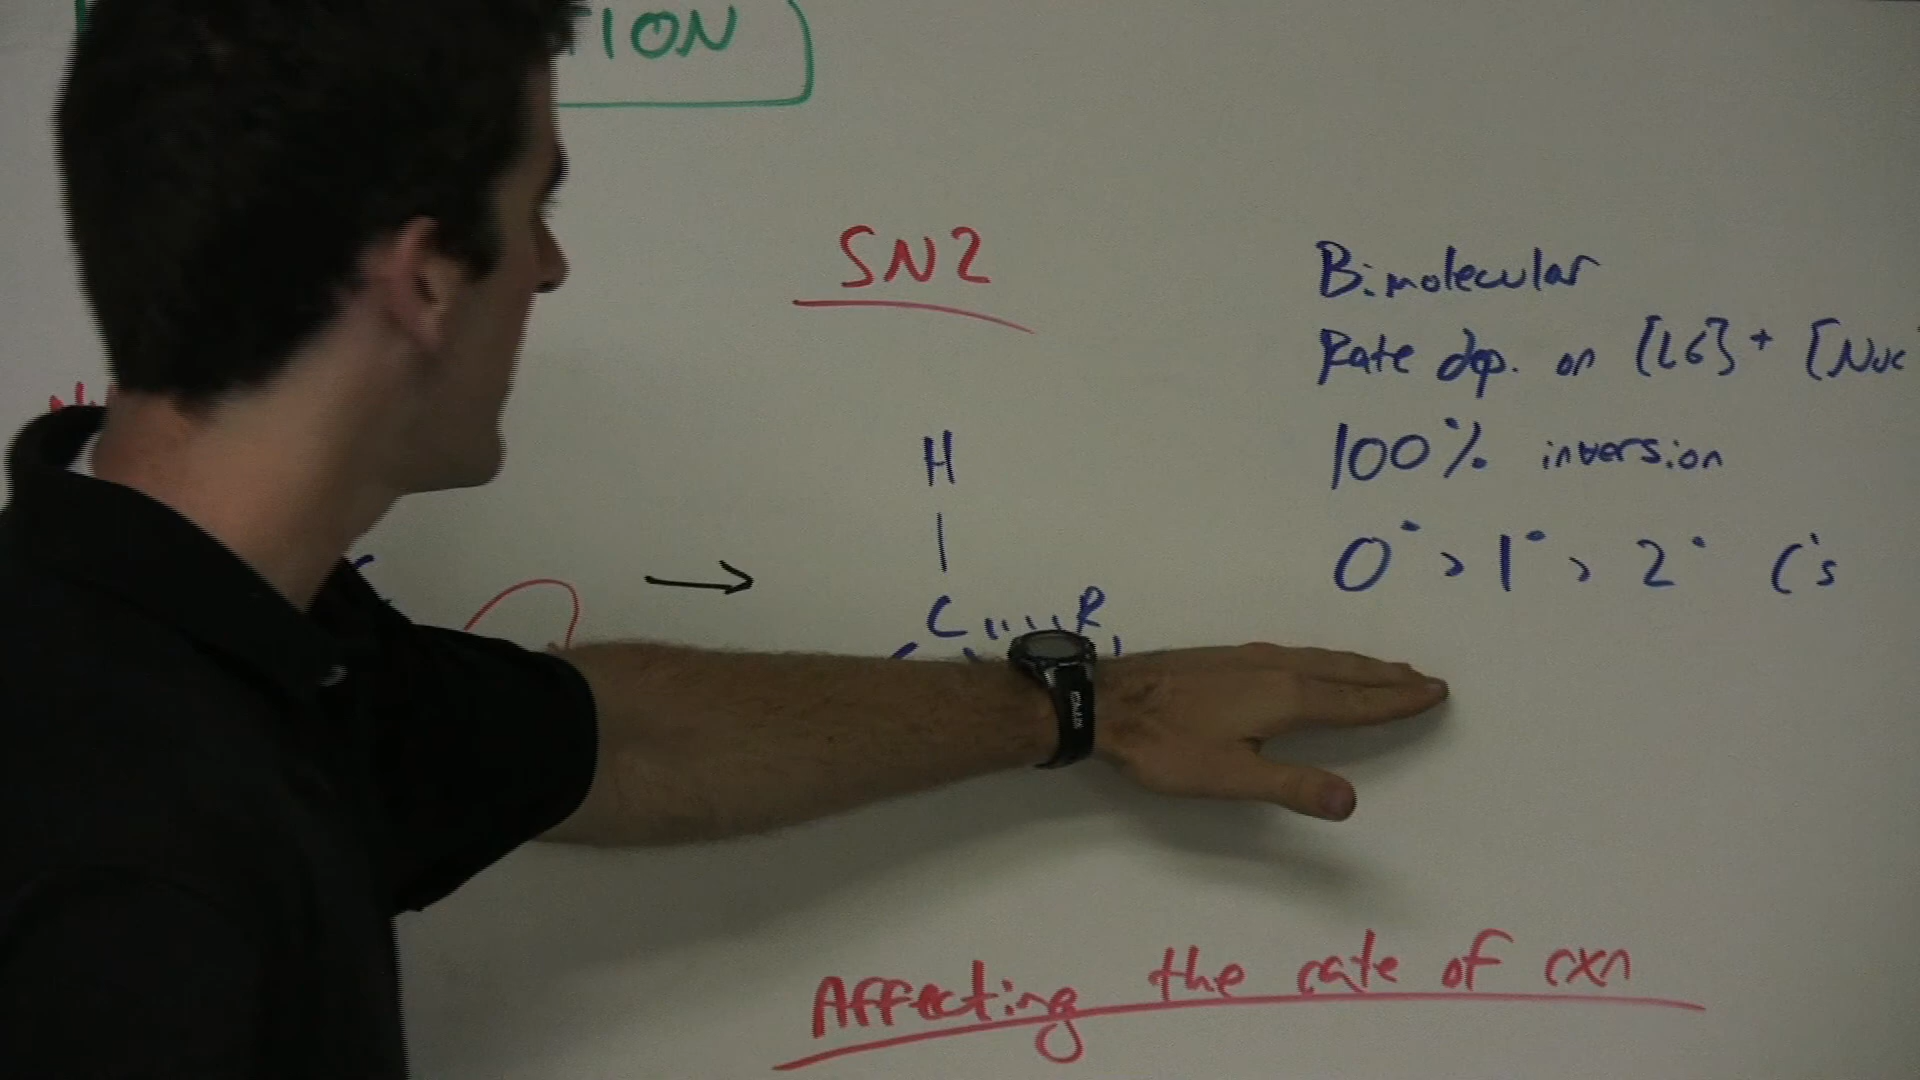 TION
SN2
Bimolecular
Rate dep. on [LG] + [Nuc
100% inversion
H
0° > 1° > 2° C's
C R
Affecting the rate of rxn